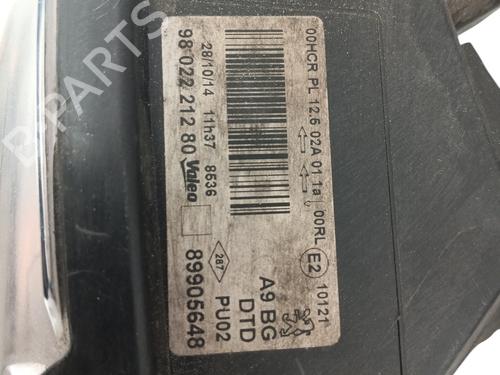 00HCR PL 12.6 02A 01 1a 00RL
E2 10121
28/10/14 11h37 8536
98 022 212 80 Valeo
A9 BG
DTD
287 PU02
89905648
B-PARTS